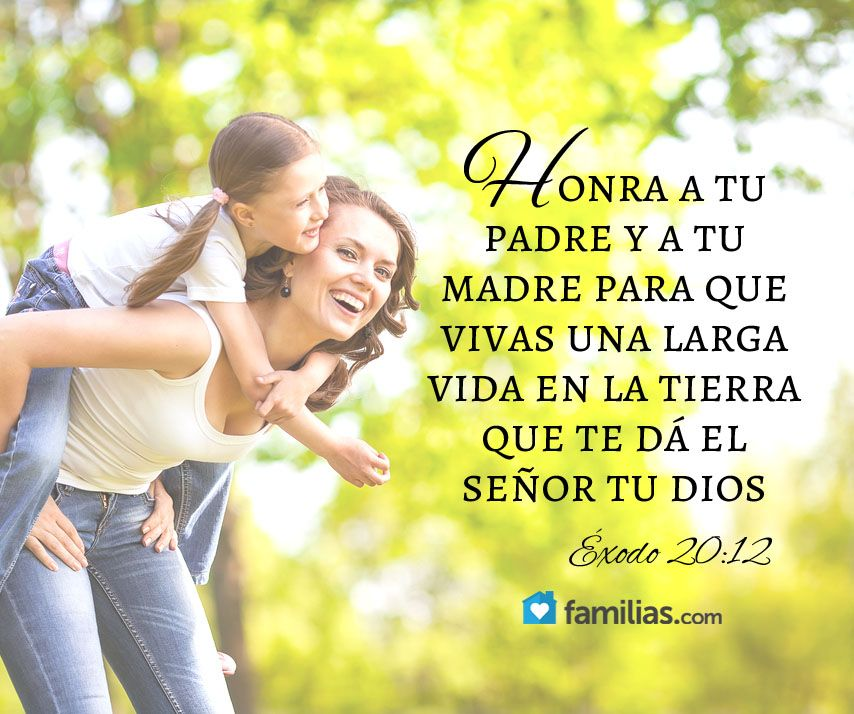 Honra a tu
padre y a tu
madre para que
vivas una larga
vida en la tierra
que te dá el
Señor tu Dios
Éxodo 20:12
familias.com